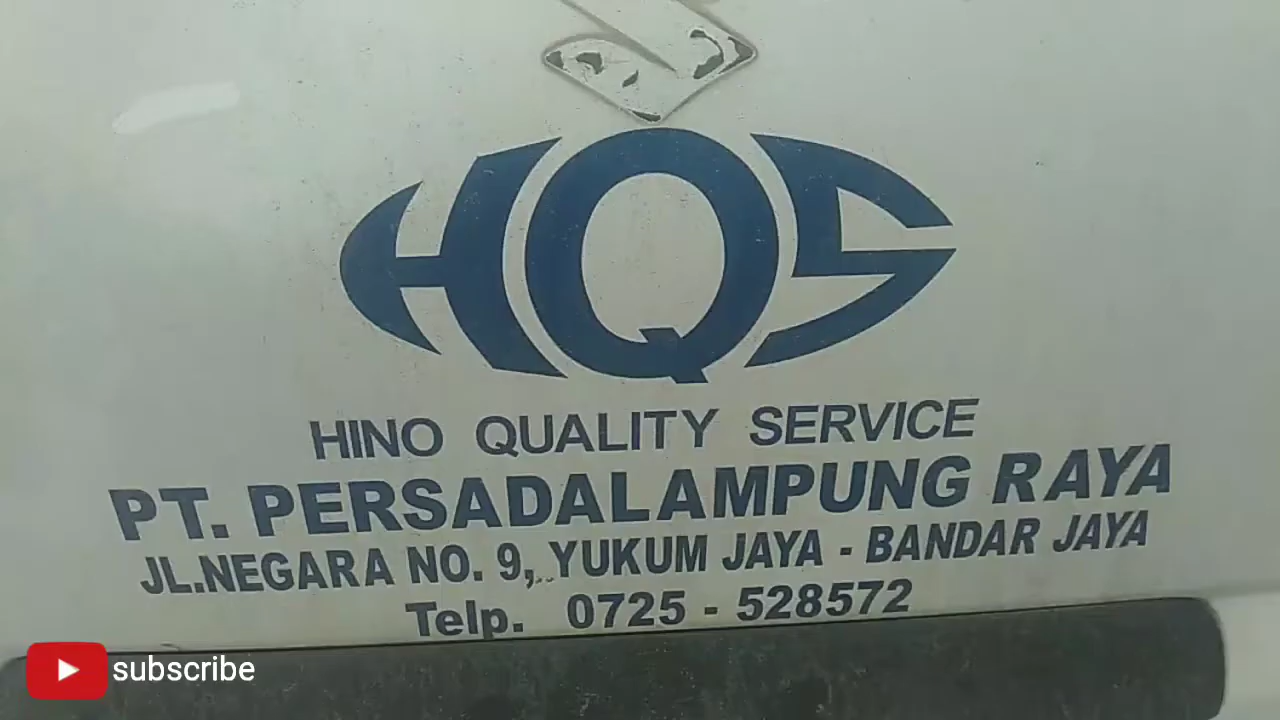 HQS
HINO QUALITY SERVICE
PT. PERSADALAMPUNG RAYA
JL.NEGARA NO. 9, YUKUM JAYA - BANDAR JAYA
Telp. 0725 - 528572
subscribe